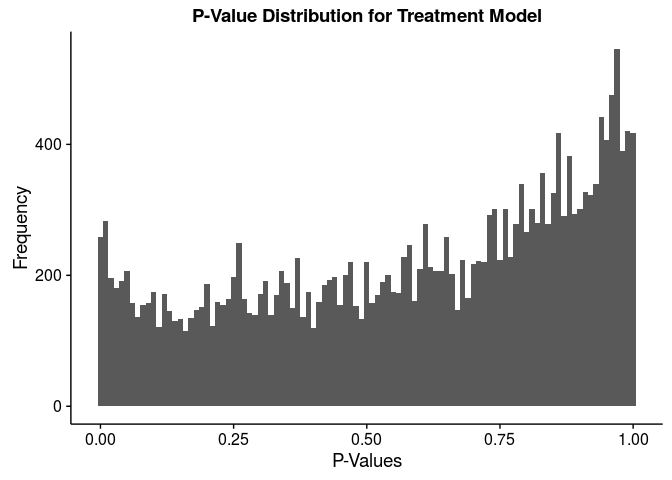 P-Value Distribution for Treatment Model
Frequency
400
200
0
0.00 0.25 0.50 0.75 1.00
P-Values